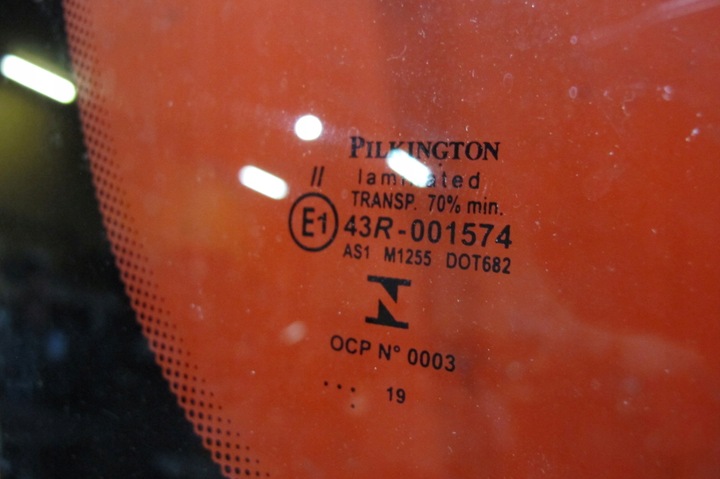 PILKINGTON
// laminated
TRANSP. 70% min.
E1 43R-001574
AS1 M1255 DOT682
OCP N° 0003
... 19